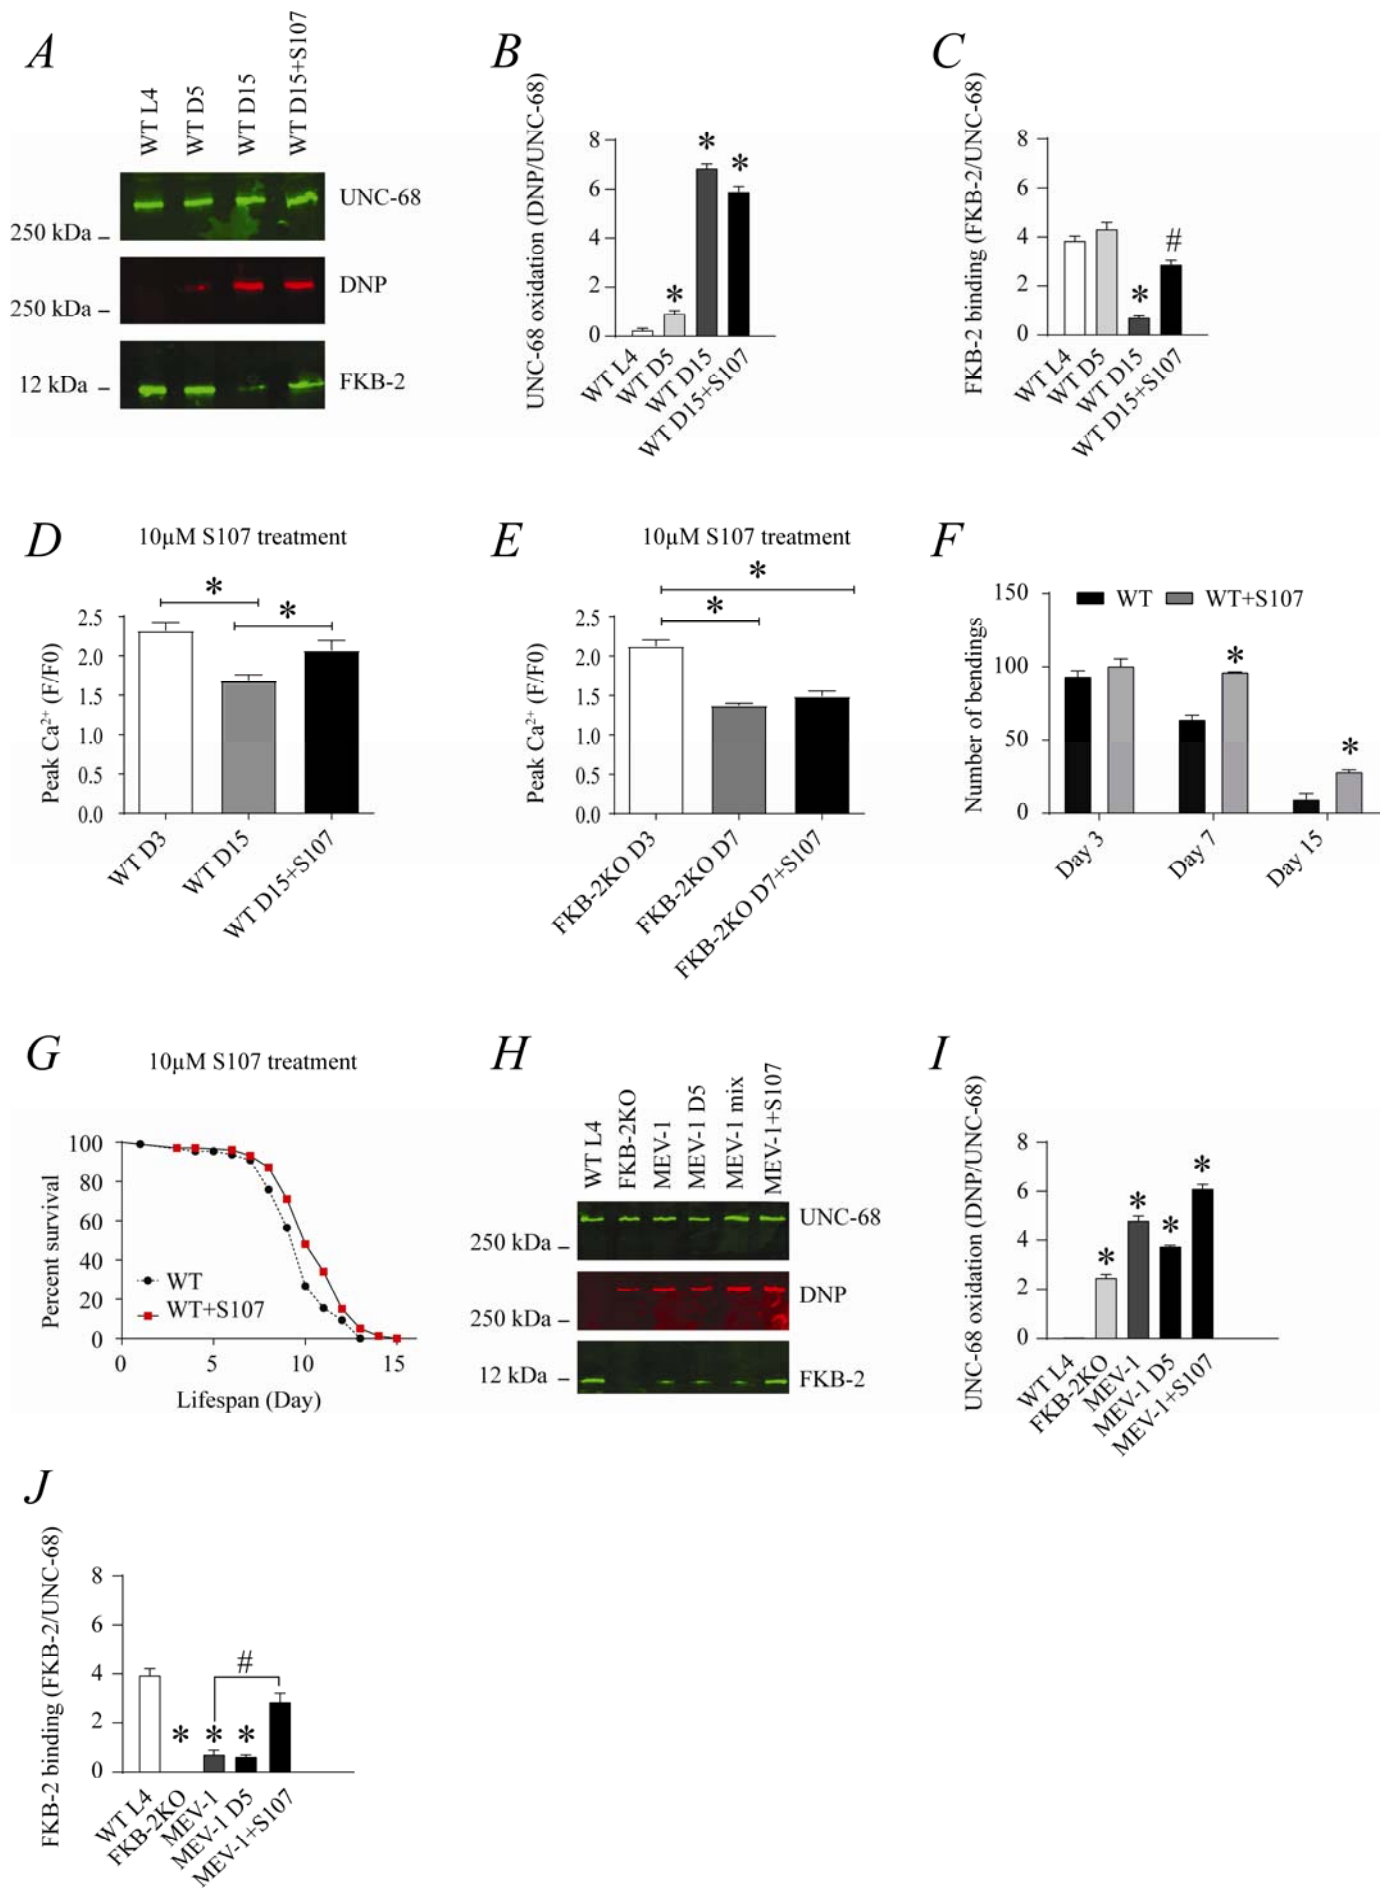 A
WT L4
WT D5
WT D15
WT D15+S107
UNC-68
250 kDa
DNP
250 kDa
12 kDa
FKB-2
B
UNC-68 oxidation (DNP/UNC-68)
8
6
4
2
0
*
*
*
WT L4
WT D5
WT D15
WT D15+S107
C
FKB-2 binding (FKB-2/UNC-68)
8
6
4
2
0
*
#
WT L4
WT D5
WT D15
WT D15+S107
D
10µM S107 treatment
Peak Ca²⁺ (F/F0)
2.5
2.0
1.5
1.0
0.5
0.0
*
*
WT D3
WT D15
WT D15+S107
E
10µM S107 treatment
Peak Ca²⁺ (F/F0)
2.5
2.0
1.5
1.0
0.5
0.0
*
*
FKB-2KO D3
FKB-2KO D7
FKB-2KO D7+S107
F
Number of bendings
150
100
50
0
WT
WT+S107
*
*
Day 3
Day 7
Day 15
G
10µM S107 treatment
Percent survival
100
80
60
40
20
0
WT
WT+S107
0
5
10
15
Lifespan (Day)
H
WT L4
FKB-2KO
MEV-1
MEV-1 D5
MEV-1 mix
MEV-1+S107
UNC-68
250 kDa
DNP
250 kDa
12 kDa
FKB-2
I
UNC-68 oxidation (DNP/UNC-68)
8
6
4
2
0
*
*
*
*
WT L4
FKB-2KO
MEV-1
MEV-1 D5
MEV-1+S107
J
FKB-2 binding (FKB-2/UNC-68)
8
6
4
2
0
*
*
*
#
WT L4
FKB-2KO
MEV-1
MEV-1 D5
MEV-1+S107